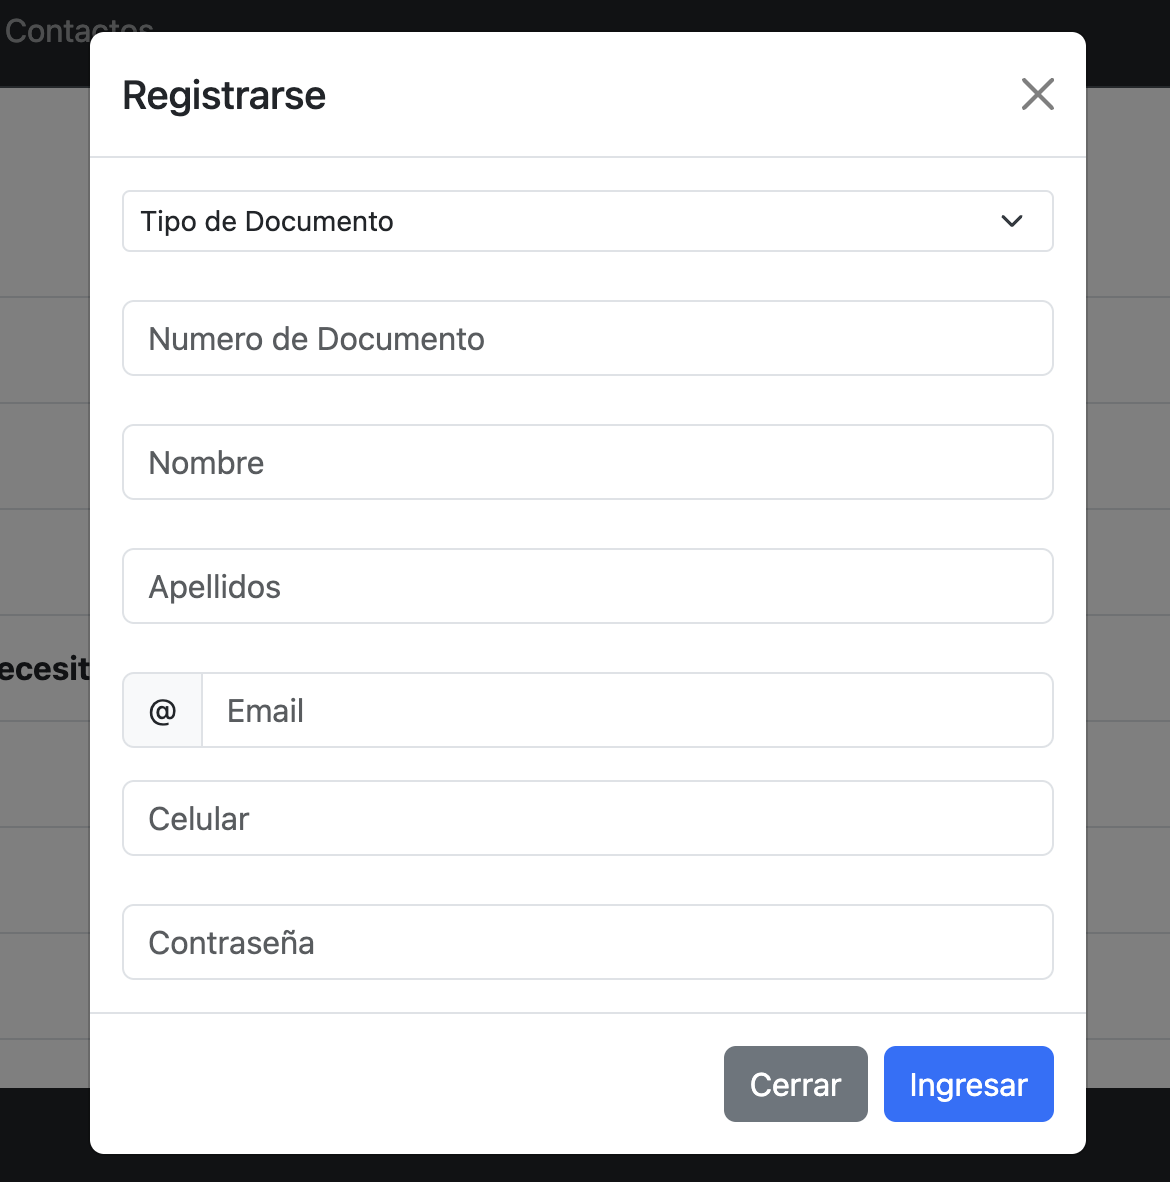 Contactos
Registrarse
Tipo de Documento
Numero de Documento
Nombre
Apellidos
ecesit
@ Email
Celular
Contraseña
Cerrar Ingresar